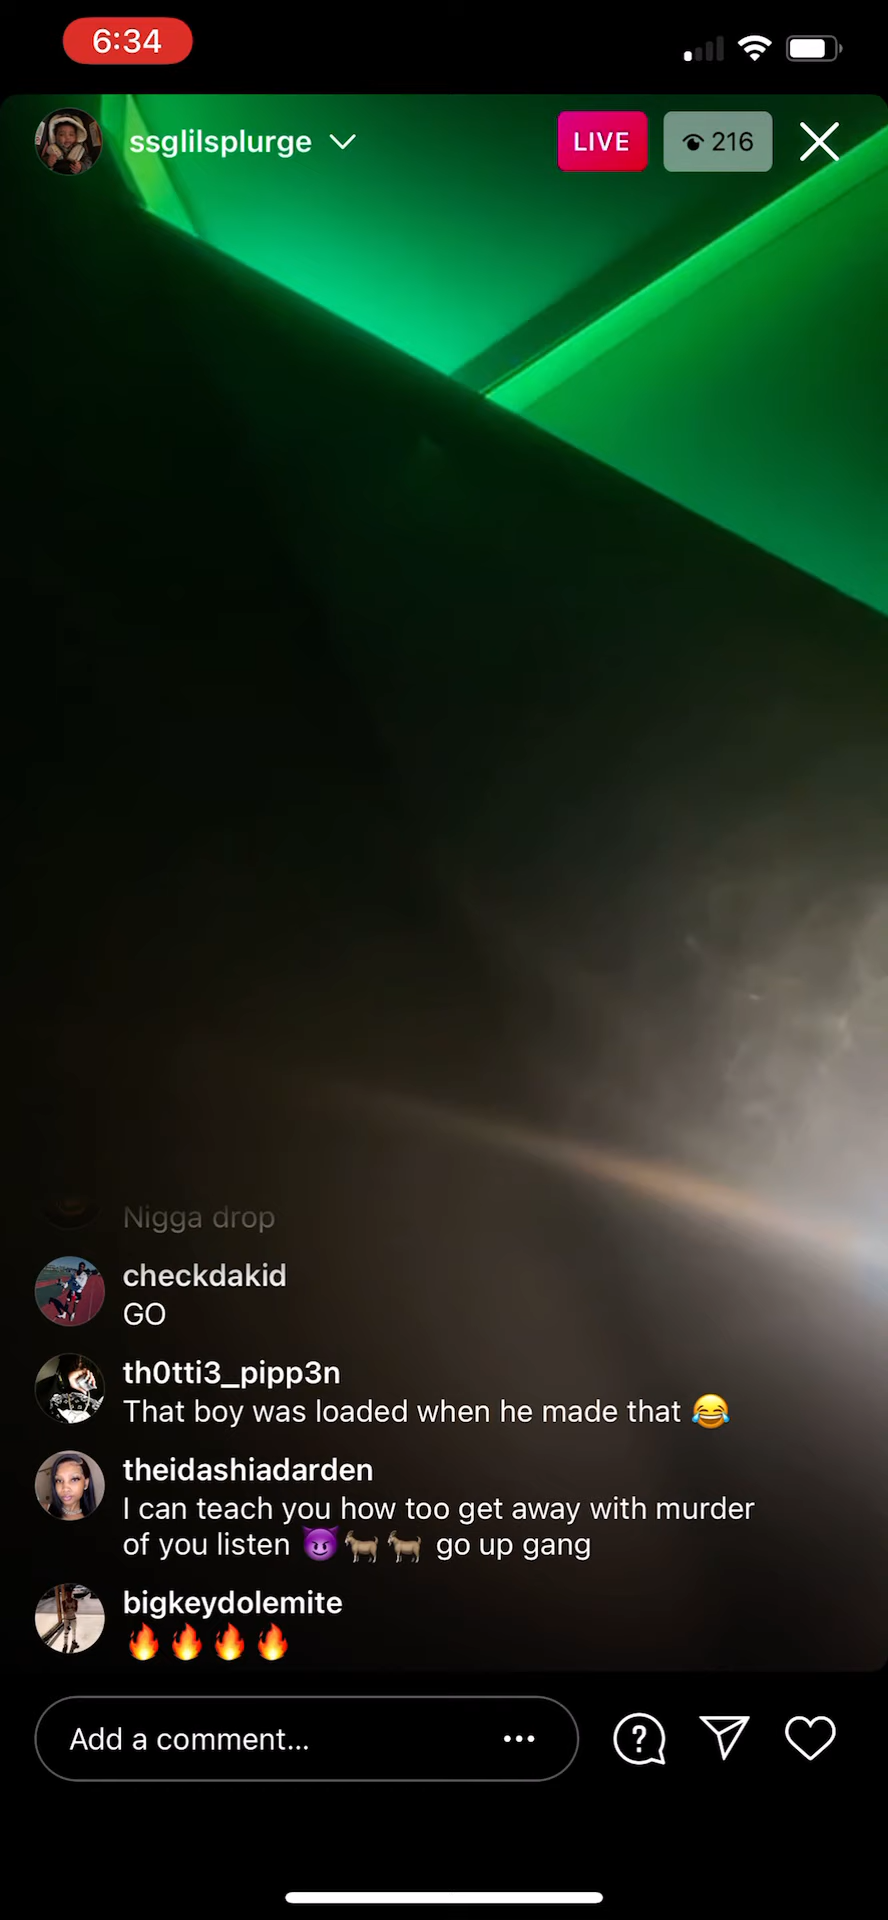 6:34
ssglilsplurge
LIVE
216
Nigga drop
checkdakid
GO
th0tti3_pipp3n
That boy was loaded when he made that 😂
theidashiadarden
I can teach you how too get away with murder
of you listen 😈🐐🐐 go up gang
bigkeydolemite
🔥🔥🔥🔥
Add a comment...